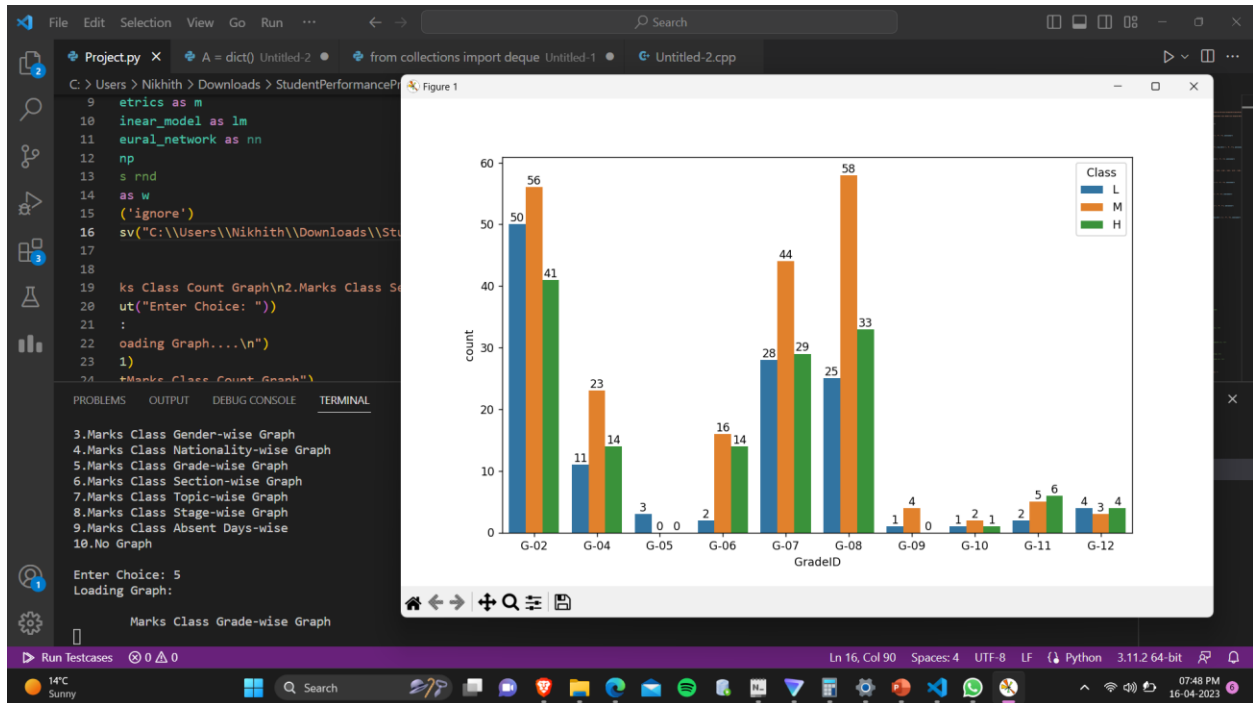 File Edit Selection View Go Run ··· Search
Project.py A = dict() Untitled-2 from collections import deque Untitled-1 Untitled-2.cpp
C: > Users > Nikhith > Downloads >
9 etrics as m
10 inear_model as lm
11 eural_network as nn
12 np
13 s rnd
14 as w
15 ('ignore')
16 sv("C:\\Users\\Nikhith\\Downloads\\Stu
17
18
19 ks Class Count Graph\n2.Marks Class Se
20 ut("Enter Choice: "))
21 :
22 oading Graph....\n")
23 1)
24 tMarks Class Count Graph")
PROBLEMS OUTPUT DEBUG CONSOLE TERMINAL
3.Marks Class Gender-wise Graph
4.Marks Class Nationality-wise Graph
5.Marks Class Grade-wise Graph
6.Marks Class Section-wise Graph
7.Marks Class Topic-wise Graph
8.Marks Class Stage-wise Graph
9.Marks Class Absent Days-wise
10.No Graph
Enter Choice: 5
Loading Graph:
Marks Class Grade-wise Graph
Figure 1
count
60
50
40
30
20
10
0
50 56 41
11 23 14
3 0 0
2 16 14
28 44 29
25 58 33
1 4 0
1 2 1
2 5 6
4 3 4
G-02 G-04 G-05 G-06 G-07 G-08 G-09 G-10 G-11 G-12
GradeID
Class
L
M
H
2
3
1
Run Testcases 0 0 Ln 16, Col 90 Spaces: 4 UTF-8 LF Python 3.11.2 64-bit
14°C
Sunny
Search
07:48 PM
16-04-2023
6